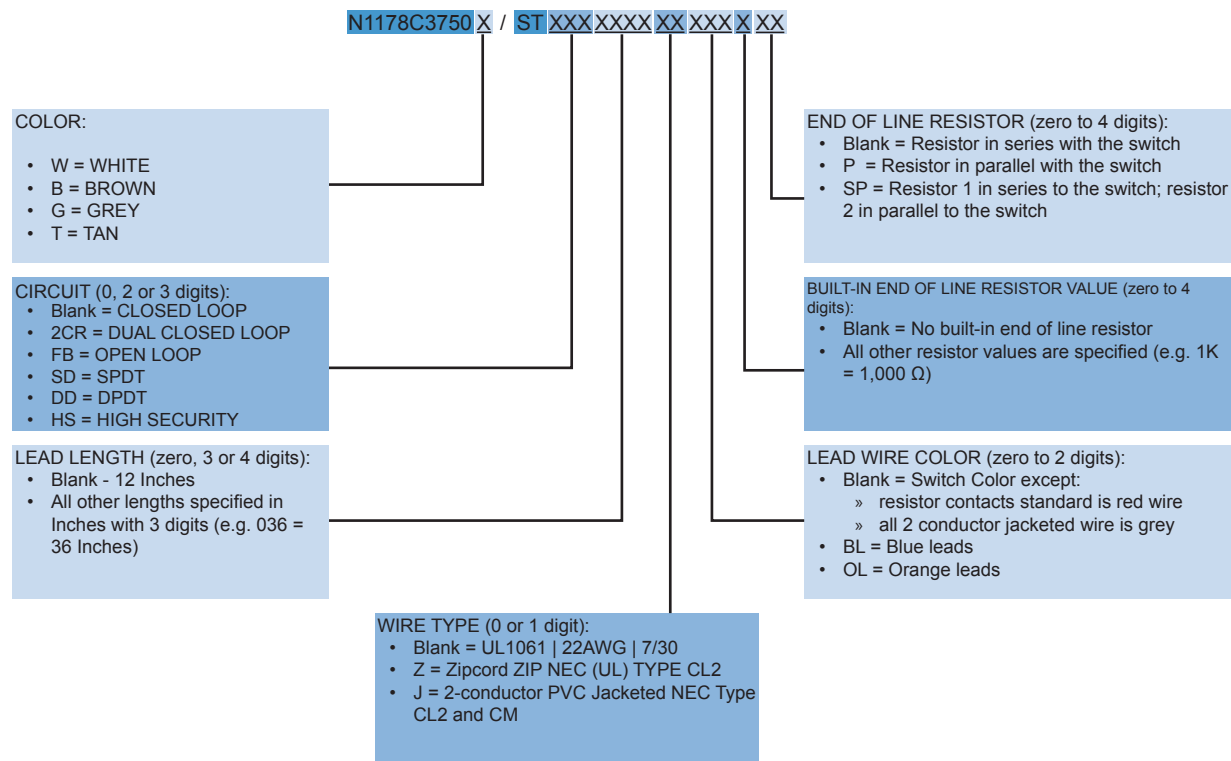 N1178C3750 X / ST XXX XXXX XX XXX X XX
COLOR:
• W = WHITE
• B = BROWN
• G = GREY
• T = TAN
CIRCUIT (0, 2 or 3 digits):
• Blank = CLOSED LOOP
• 2CR = DUAL CLOSED LOOP
• FB = OPEN LOOP
• SD = SPDT
• DD = DPDT
• HS = HIGH SECURITY
LEAD LENGTH (zero, 3 or 4 digits):
• Blank - 12 Inches
• All other lengths specified in
Inches with 3 digits (e.g. 036 =
36 Inches)
WIRE TYPE (0 or 1 digit):
• Blank = UL1061 | 22AWG | 7/30
• Z = Zipcord ZIP NEC (UL) TYPE CL2
• J = 2-conductor PVC Jacketed NEC Type
CL2 and CM
END OF LINE RESISTOR (zero to 4 digits):
• Blank = Resistor in series with the switch
• P = Resistor in parallel with the switch
• SP = Resistor 1 in series to the switch; resistor
2 in parallel to the switch
BUILT-IN END OF LINE RESISTOR VALUE (zero to 4
digits):
• Blank = No built-in end of line resistor
• All other resistor values are specified (e.g. 1K
= 1,000 Ω)
LEAD WIRE COLOR (zero to 2 digits):
• Blank = Switch Color except:
» resistor contacts standard is red wire
» all 2 conductor jacketed wire is grey
• BL = Blue leads
• OL = Orange leads